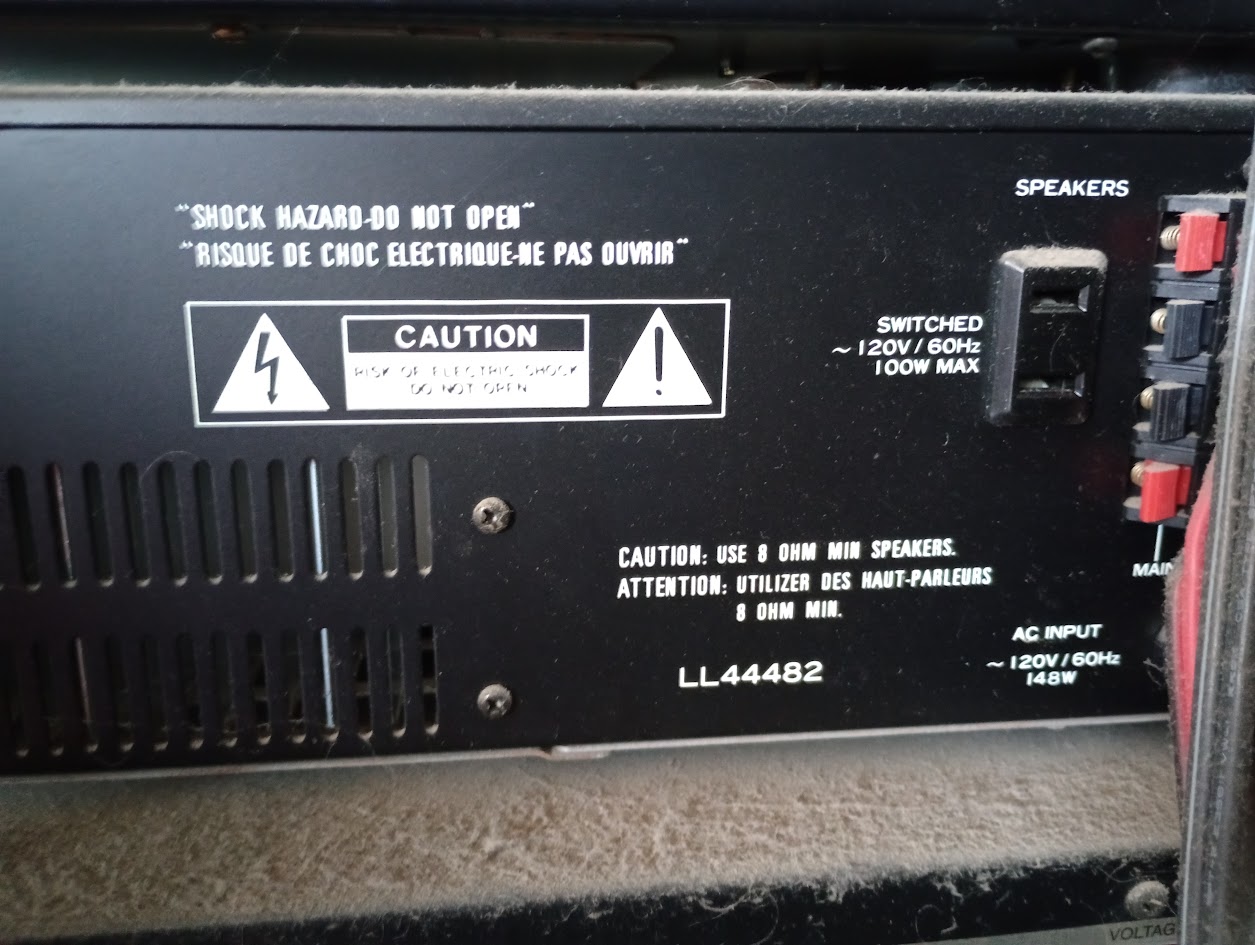 SPEAKERS
"SHOCK HAZARD-DO NOT OPEN"
"RISQUE DE CHOC ELECTRIQUE-NE PAS OUVRIR"
CAUTION
RISK OF ELECTRIC SHOCK
DO NOT OPEN
SWITCHED
~ 120V / 60Hz
100W MAX
CAUTION: USE 8 OHM MIN SPEAKERS.
ATTENTION: UTILIZER DES HAUT-PARLEURS
8 OHM MIN.
MAIN
AC INPUT
~ 120V / 60Hz
148W
LL44482
VOLTAG